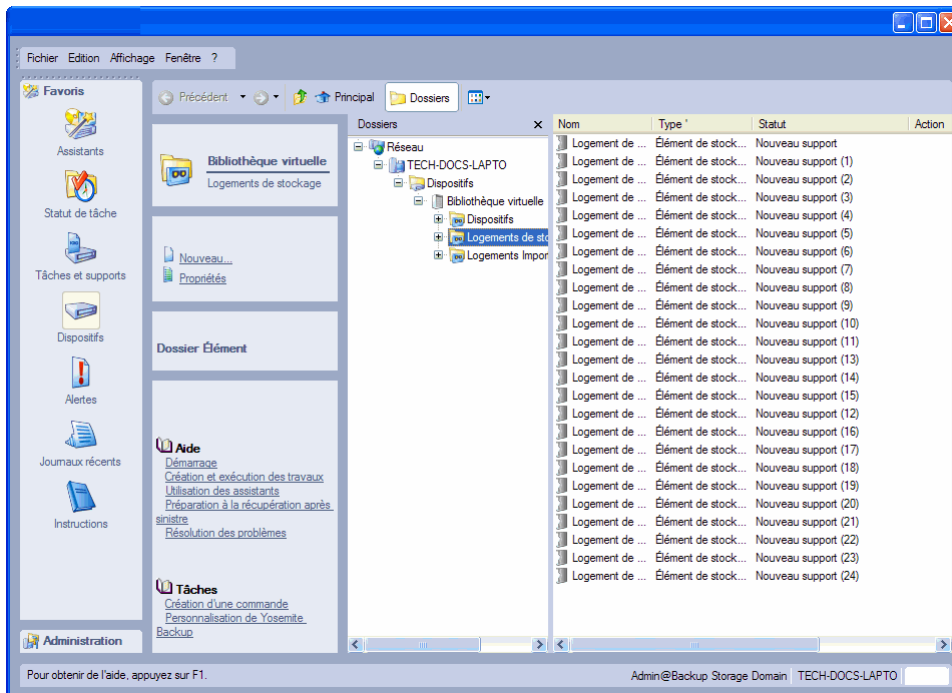 Fichier Edition Affichage Fenêtre ?
Favoris
Assistants
Statut de tâche
Tâches et supports
Dispositifs
Alertes
Journaux récents
Instructions
Administration
Précédent Principal Dossiers
Bibliothèque virtuelle
Logements de stockage
Nouveau...
Propriétés
Dossier Élément
Aide
Démarrage
Création et exécution des travaux
Utilisation des assistants
Préparation à la récupération après
sinistre
Résolution des problèmes
Tâches
Création d'une commande
Personnalisation de Yosemite
Backup
Dossiers
Réseau
TECH-DOCS-LAPTO
Dispositifs
Bibliothèque virtuelle
Dispositifs
Logements de sto
Logements Impor
Nom Type Statut Action
Logement de ... Élément de stock... Nouveau support
Logement de ... Élément de stock... Nouveau support (1)
Logement de ... Élément de stock... Nouveau support (2)
Logement de ... Élément de stock... Nouveau support (3)
Logement de ... Élément de stock... Nouveau support (4)
Logement de ... Élément de stock... Nouveau support (5)
Logement de ... Élément de stock... Nouveau support (6)
Logement de ... Élément de stock... Nouveau support (7)
Logement de ... Élément de stock... Nouveau support (8)
Logement de ... Élément de stock... Nouveau support (9)
Logement de ... Élément de stock... Nouveau support (10)
Logement de ... Élément de stock... Nouveau support (11)
Logement de ... Élément de stock... Nouveau support (13)
Logement de ... Élément de stock... Nouveau support (14)
Logement de ... Élément de stock... Nouveau support (15)
Logement de ... Élément de stock... Nouveau support (12)
Logement de ... Élément de stock... Nouveau support (16)
Logement de ... Élément de stock... Nouveau support (17)
Logement de ... Élément de stock... Nouveau support (18)
Logement de ... Élément de stock... Nouveau support (19)
Logement de ... Élément de stock... Nouveau support (20)
Logement de ... Élément de stock... Nouveau support (21)
Logement de ... Élément de stock... Nouveau support (22)
Logement de ... Élément de stock... Nouveau support (23)
Logement de ... Élément de stock... Nouveau support (24)
Pour obtenir de l'aide, appuyez sur F1.
Admin@Backup Storage Domain TECH-DOCS-LAPTO